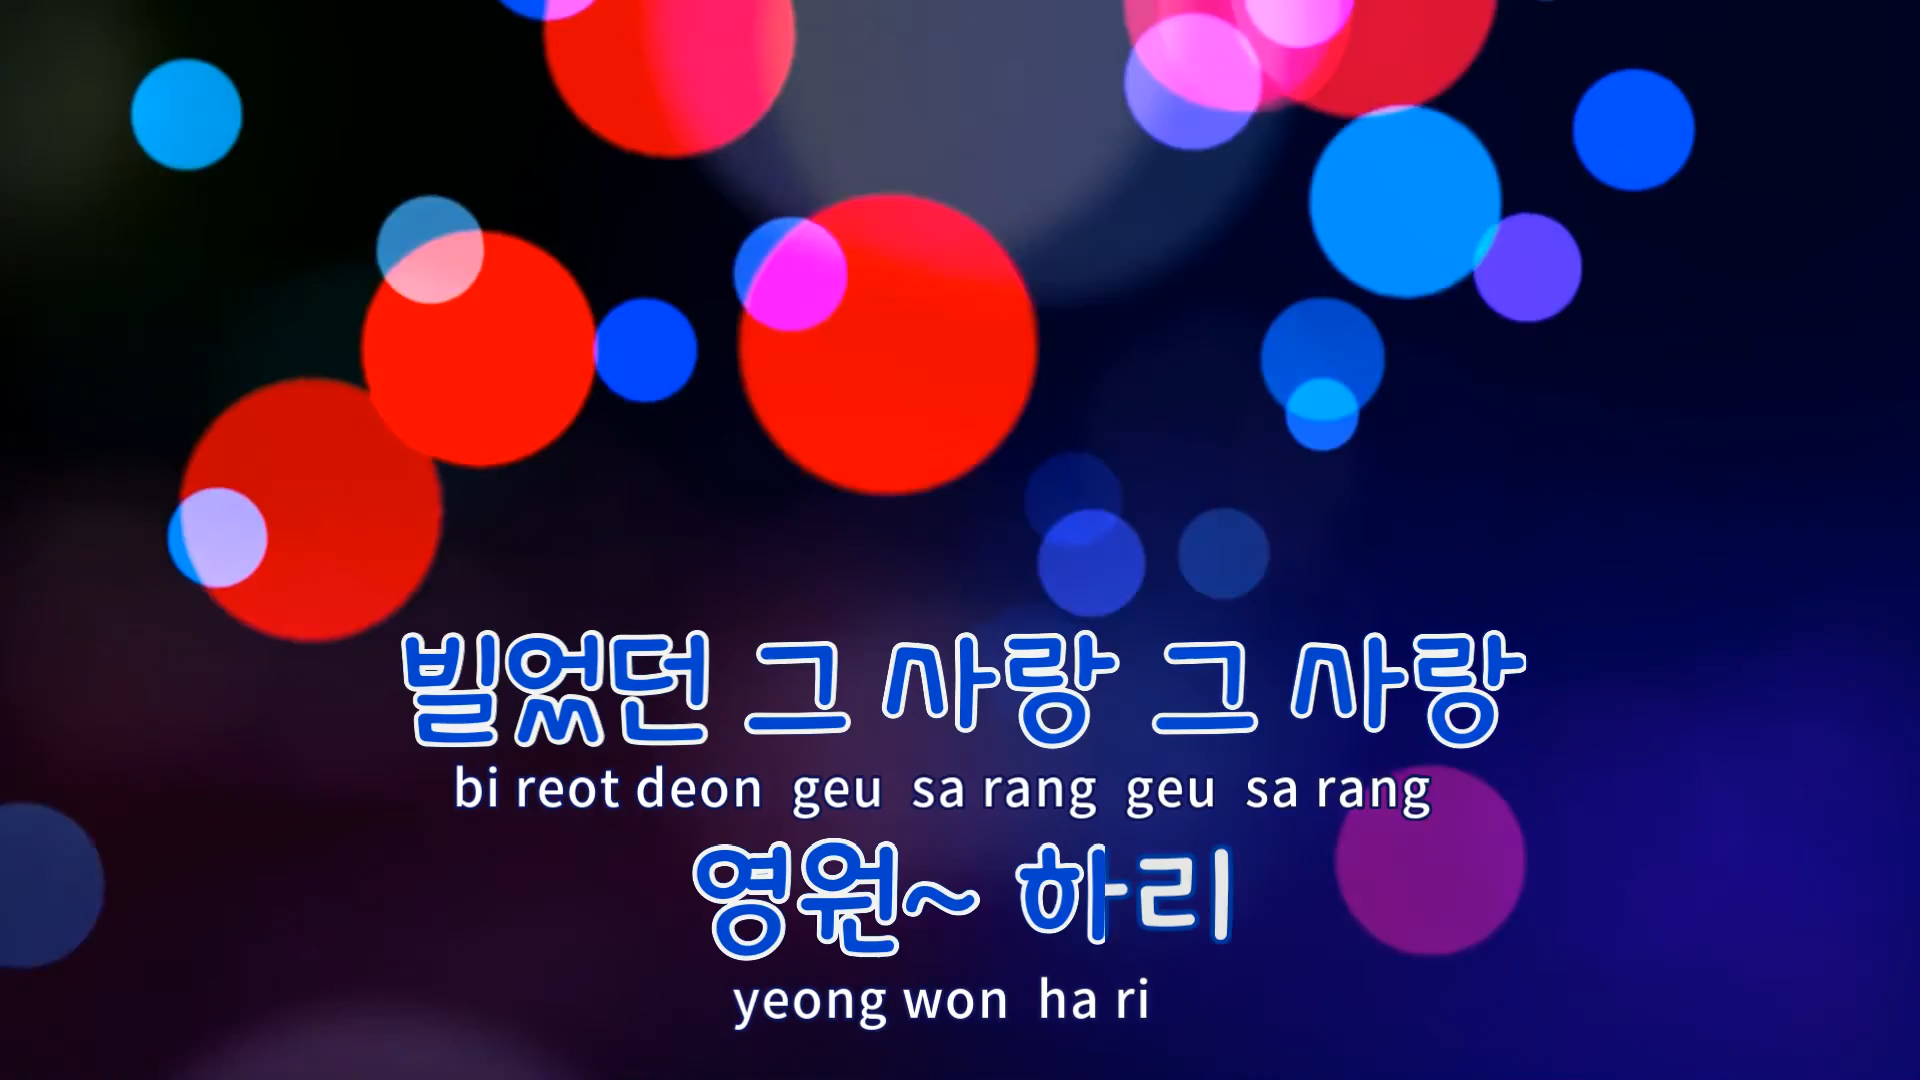 빌었던 그 사랑 그 사랑
bi reot deon geu sa rang geu sa rang
영원~ 하리
yeong won ha ri